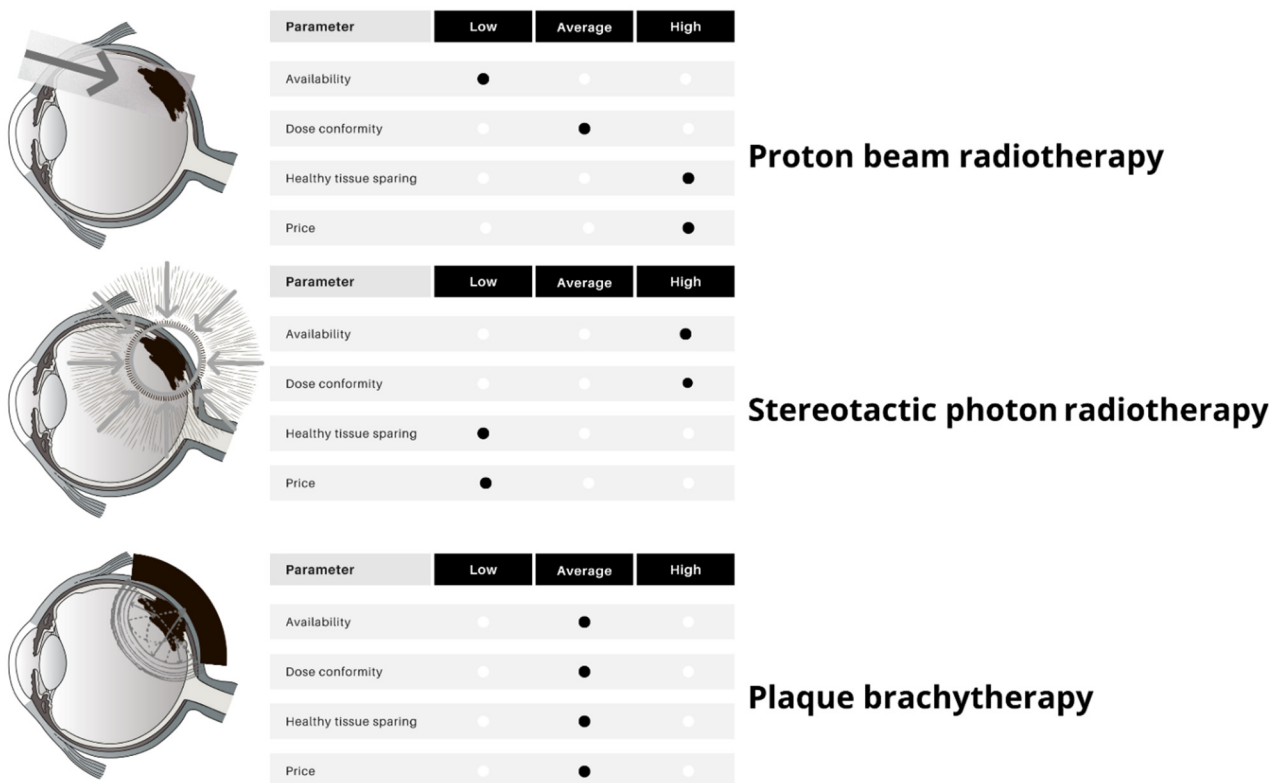 Parameter Low Average High
Availability
Dose conformity
Healthy tissue sparing
Price
Proton beam radiotherapy
Parameter Low Average High
Availability
Dose conformity
Healthy tissue sparing
Price
Stereotactic photon radiotherapy
Parameter Low Average High
Availability
Dose conformity
Healthy tissue sparing
Price
Plaque brachytherapy